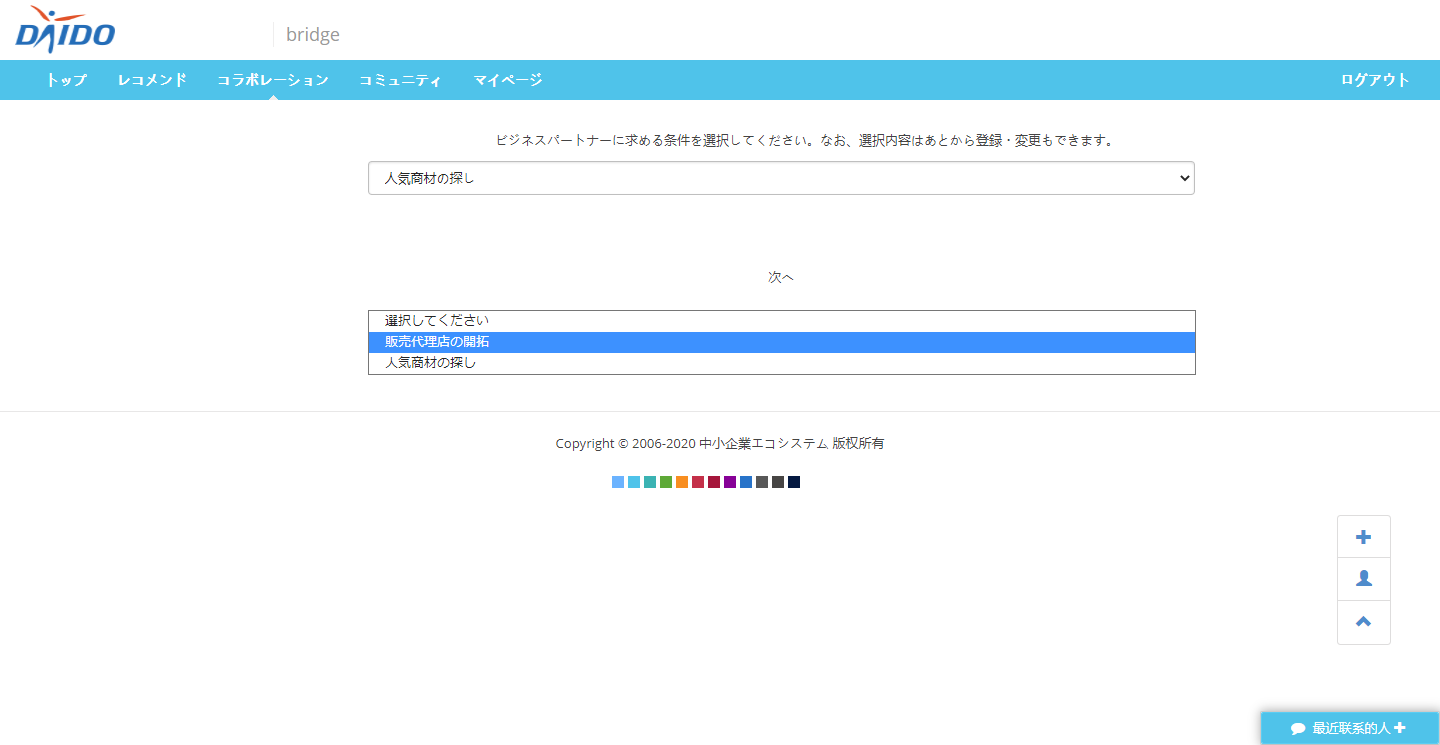 DAIDO
bridge
トップ レコメンド コラボレーション コミュニティ マイページ ログアウト
ビジネスパートナーに求める条件を選択してください。なお、選択内容はあとから登録・変更もできます。
人気商材の探し
次へ
選択してください
販売代理店の開拓
人気商材の探し
Copyright © 2006-2020 中小企業エコシステム 版权所有
最近联系的人